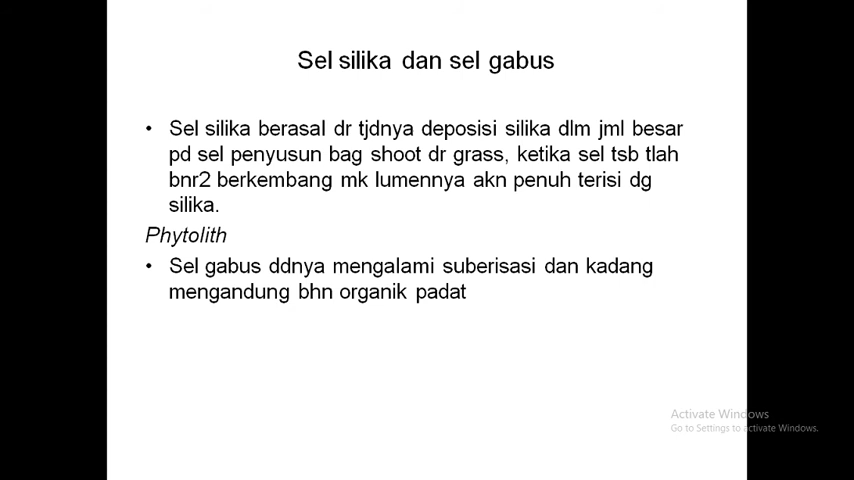 Sel silika dan sel gabus
• Sel silika berasal dr tjdnya deposisi silika dlm jml besar
pd sel penyusun bag shoot dr grass, ketika sel tsb tlah
bnr2 berkembang mk lumennya akn penuh terisi dg
silika.
Phytolith
• Sel gabus ddnya mengalami suberisasi dan kadang
mengandung bhn organik padat
Activate Windows
Go to Settings to activate Windows.